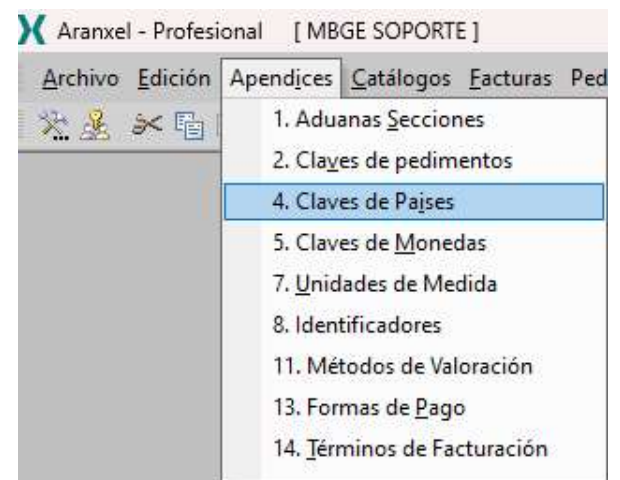 Aranxel - Profesional [ MBGE SOPORTE ]
Archivo Edición Apendices Catálogos Facturas Ped
1. Aduanas Secciones
2. Claves de pedimentos
4. Claves de Paises
5. Claves de Monedas
7. Unidades de Medida
8. Identificadores
11. Métodos de Valoración
13. Formas de Pago
14. Términos de Facturación